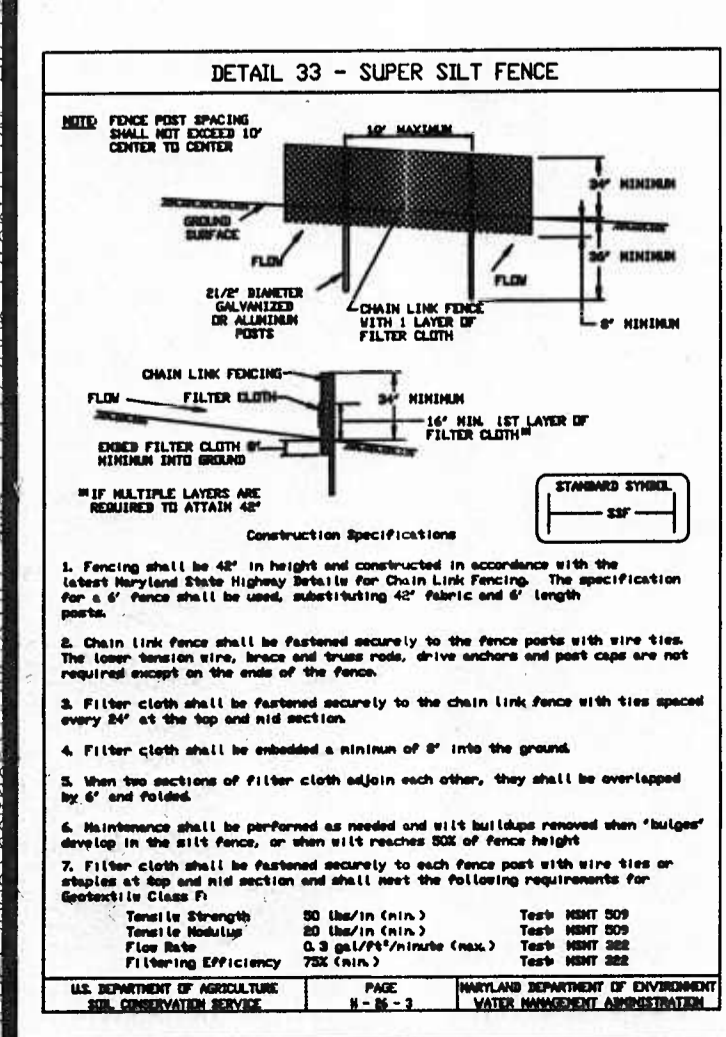 DETAIL 33 - SUPER SILT FENCE
NOTE: FENCE POST SPACING
SHALL NOT EXCEED 10'
CENTER TO CENTER
10' MAXIMUM
34" MINIMUM
GROUND
SURFACE
FLOW
36" MINIMUM
FLOW
21/2" DIAMETER
GALVANIZED
OR ALUMINUM
POSTS
CHAIN LINK FENCE
WITH 1 LAYER OF
FILTER CLOTH
8" MINIMUM
CHAIN LINK FENCING
FLOW
FILTER CLOTH
34" MINIMUM
16" MIN. 1ST LAYER OF
FILTER CLOTH*
EMBED FILTER CLOTH 8"
MINIMUM INTO GROUND
*IF MULTIPLE LAYERS ARE
REQUIRED TO ATTAIN 42"
STANDARD SYMBOL
SSF
Construction Specifications
1. Fencing shall be 42" in height and constructed in accordance with the
latest Maryland State Highway Details for Chain Link Fencing. The specification
for a 6' fence shall be used, substituting 42" fabric and 6' length
posts.
2. Chain link fence shall be fastened securely to the fence posts with wire ties.
The lower tension wire, brace and truss rods, drive anchors and post caps are not
required except on the ends of the fence.
3. Filter cloth shall be fastened securely to the chain link fence with ties spaced
every 24" at the top and mid section.
4. Filter cloth shall be embedded a minimum of 8" into the ground.
5. When two sections of filter cloth adjoin each other, they shall be overlapped
by 6" and folded.
6. Maintenance shall be performed as needed and silt buildups removed when "bulges"
develop in the silt fence, or when silt reaches 50% of fence height
7. Filter cloth shall be fastened securely to each fence post with wire ties or
staples at top and mid section and shall meet the following requirements for
Geotextile Class F:
Tensile Strength 50 lbs/in (min.) Test: MSMT 509
Tensile Modulus 20 lbs/in (min.) Test: MSMT 509
Flow Rate 0.3 gal/ft²/minute (max.) Test: MSMT 322
Filtering Efficiency 75% (min.) Test: MSMT 322
U.S. DEPARTMENT OF AGRICULTURE
SOIL CONSERVATION SERVICE
PAGE
H - 26 - 3
MARYLAND DEPARTMENT OF ENVIRONMENT
WATER MANAGEMENT ADMINISTRATION